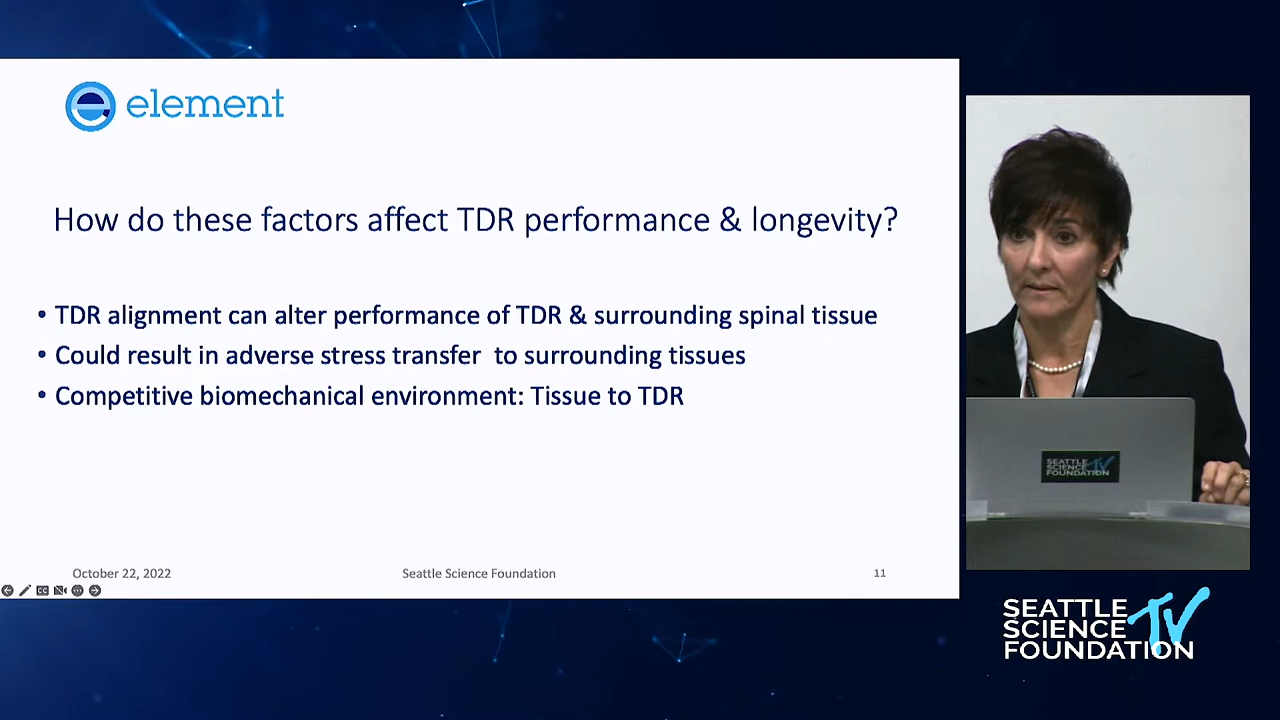 element
How do these factors affect TDR performance & longevity?
• TDR alignment can alter performance of TDR & surrounding spinal tissue
• Could result in adverse stress transfer  to surrounding tissues
• Competitive biomechanical environment: Tissue to TDR
October 22, 2022
Seattle Science Foundation
11
SEATTLE
SCIENCE TV
FOUNDATION
SEATTLE
SCIENCE TV
FOUNDATION